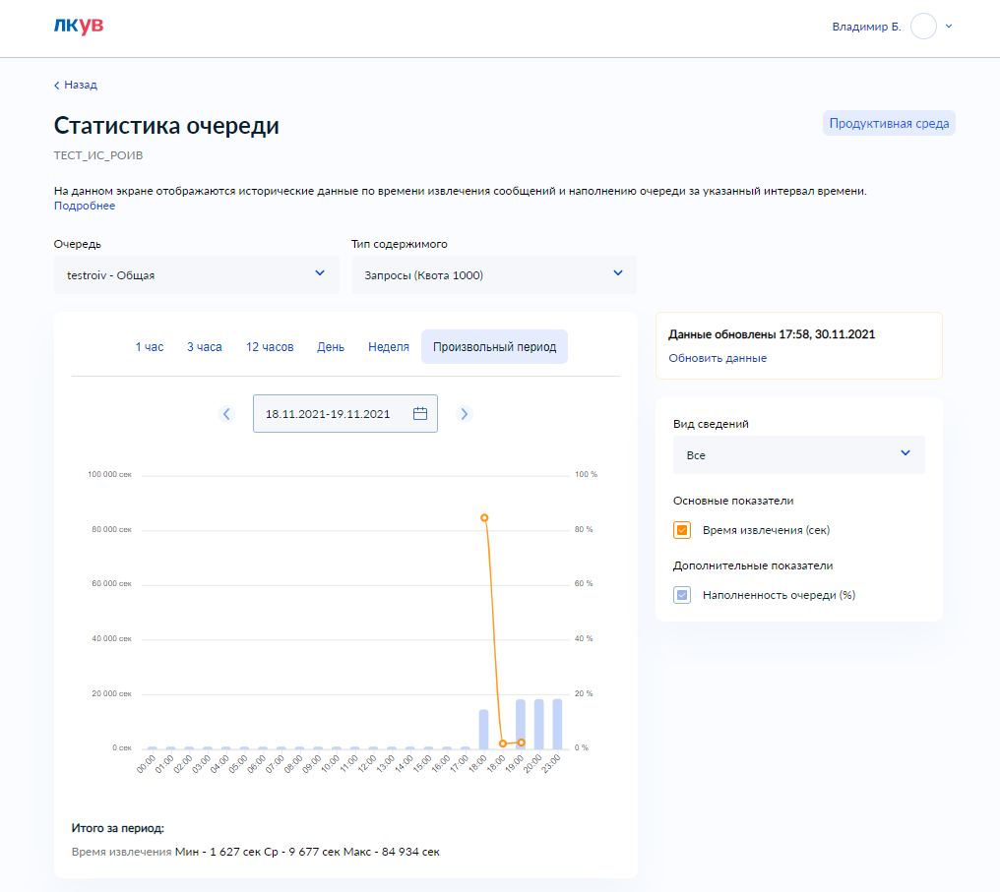 ЛКУВ
Владимир Б.
Назад
Статистика очереди
Продуктивная среда
ТЕСТ_ИС_РОИВ
На данном экране отображаются исторические данные по времени извлечения сообщений и наполнению очереди за указанный интервал времени.
Подробнее
Очередь
Тип содержимого
testroiv - Общая
Запросы (Квота 1000)
1 час
3 часа
12 часов
День
Неделя
Произвольный период
18.11.2021-19.11.2021
100 000 сек
100 %
80 000 сек
80 %
60 000 сек
60 %
40 000 сек
40 %
20 000 сек
20 %
0 сек
0 %
00:00
01:00
02:00
03:00
04:00
05:00
06:00
07:00
08:00
09:00
10:00
11:00
12:00
13:00
14:00
15:00
16:00
17:00
18:00
18:00
19:00
20:00
23:00
Итого за период:
Время извлечения Мин - 1 627 сек Ср - 9 677 сек Макс - 84 934 сек
Данные обновлены 17:58, 30.11.2021
Обновить данные
Вид сведений
Все
Основные показатели
Время извлечения (сек)
Дополнительные показатели
Наполненность очереди (%)